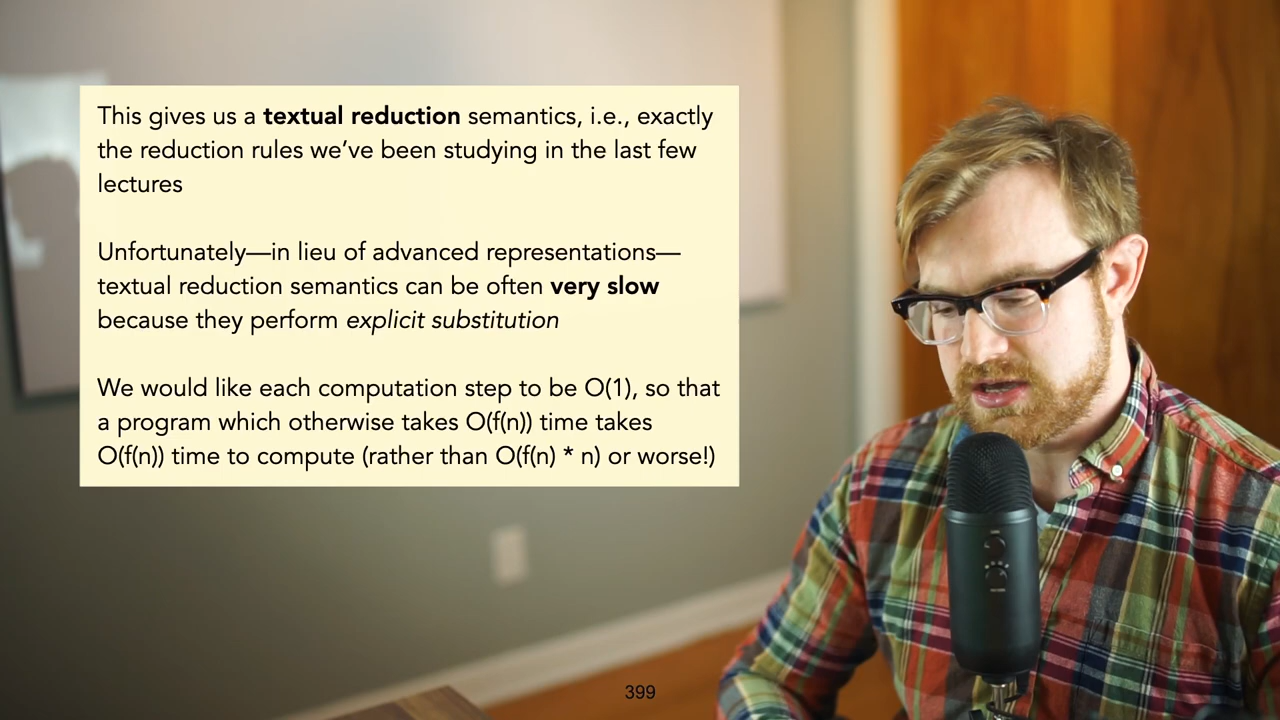 This gives us a textual reduction semantics, i.e., exactly
the reduction rules we’ve been studying in the last few
lectures
Unfortunately—in lieu of advanced representations—
textual reduction semantics can be often very slow
because they perform explicit substitution
We would like each computation step to be O(1), so that
a program which otherwise takes O(f(n)) time takes
O(f(n)) time to compute (rather than O(f(n) * n) or worse!)
399